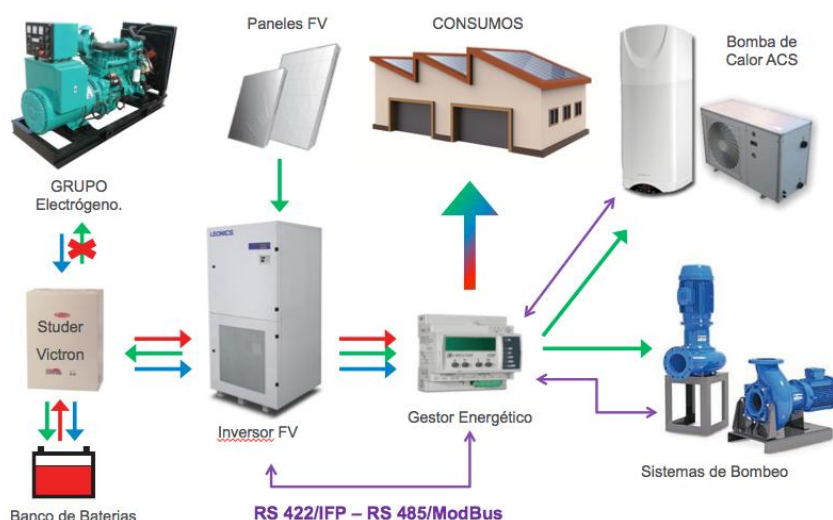 Paneles FV
CONSUMOS
Bomba de
Calor ACS
GRUPO
Electrógeno.
LEONICS
Studer
Victron
Inversor FV
Gestor Energético
Sistemas de Bombeo
Banco de Baterias
RS 422/IFP – RS 485/ModBus